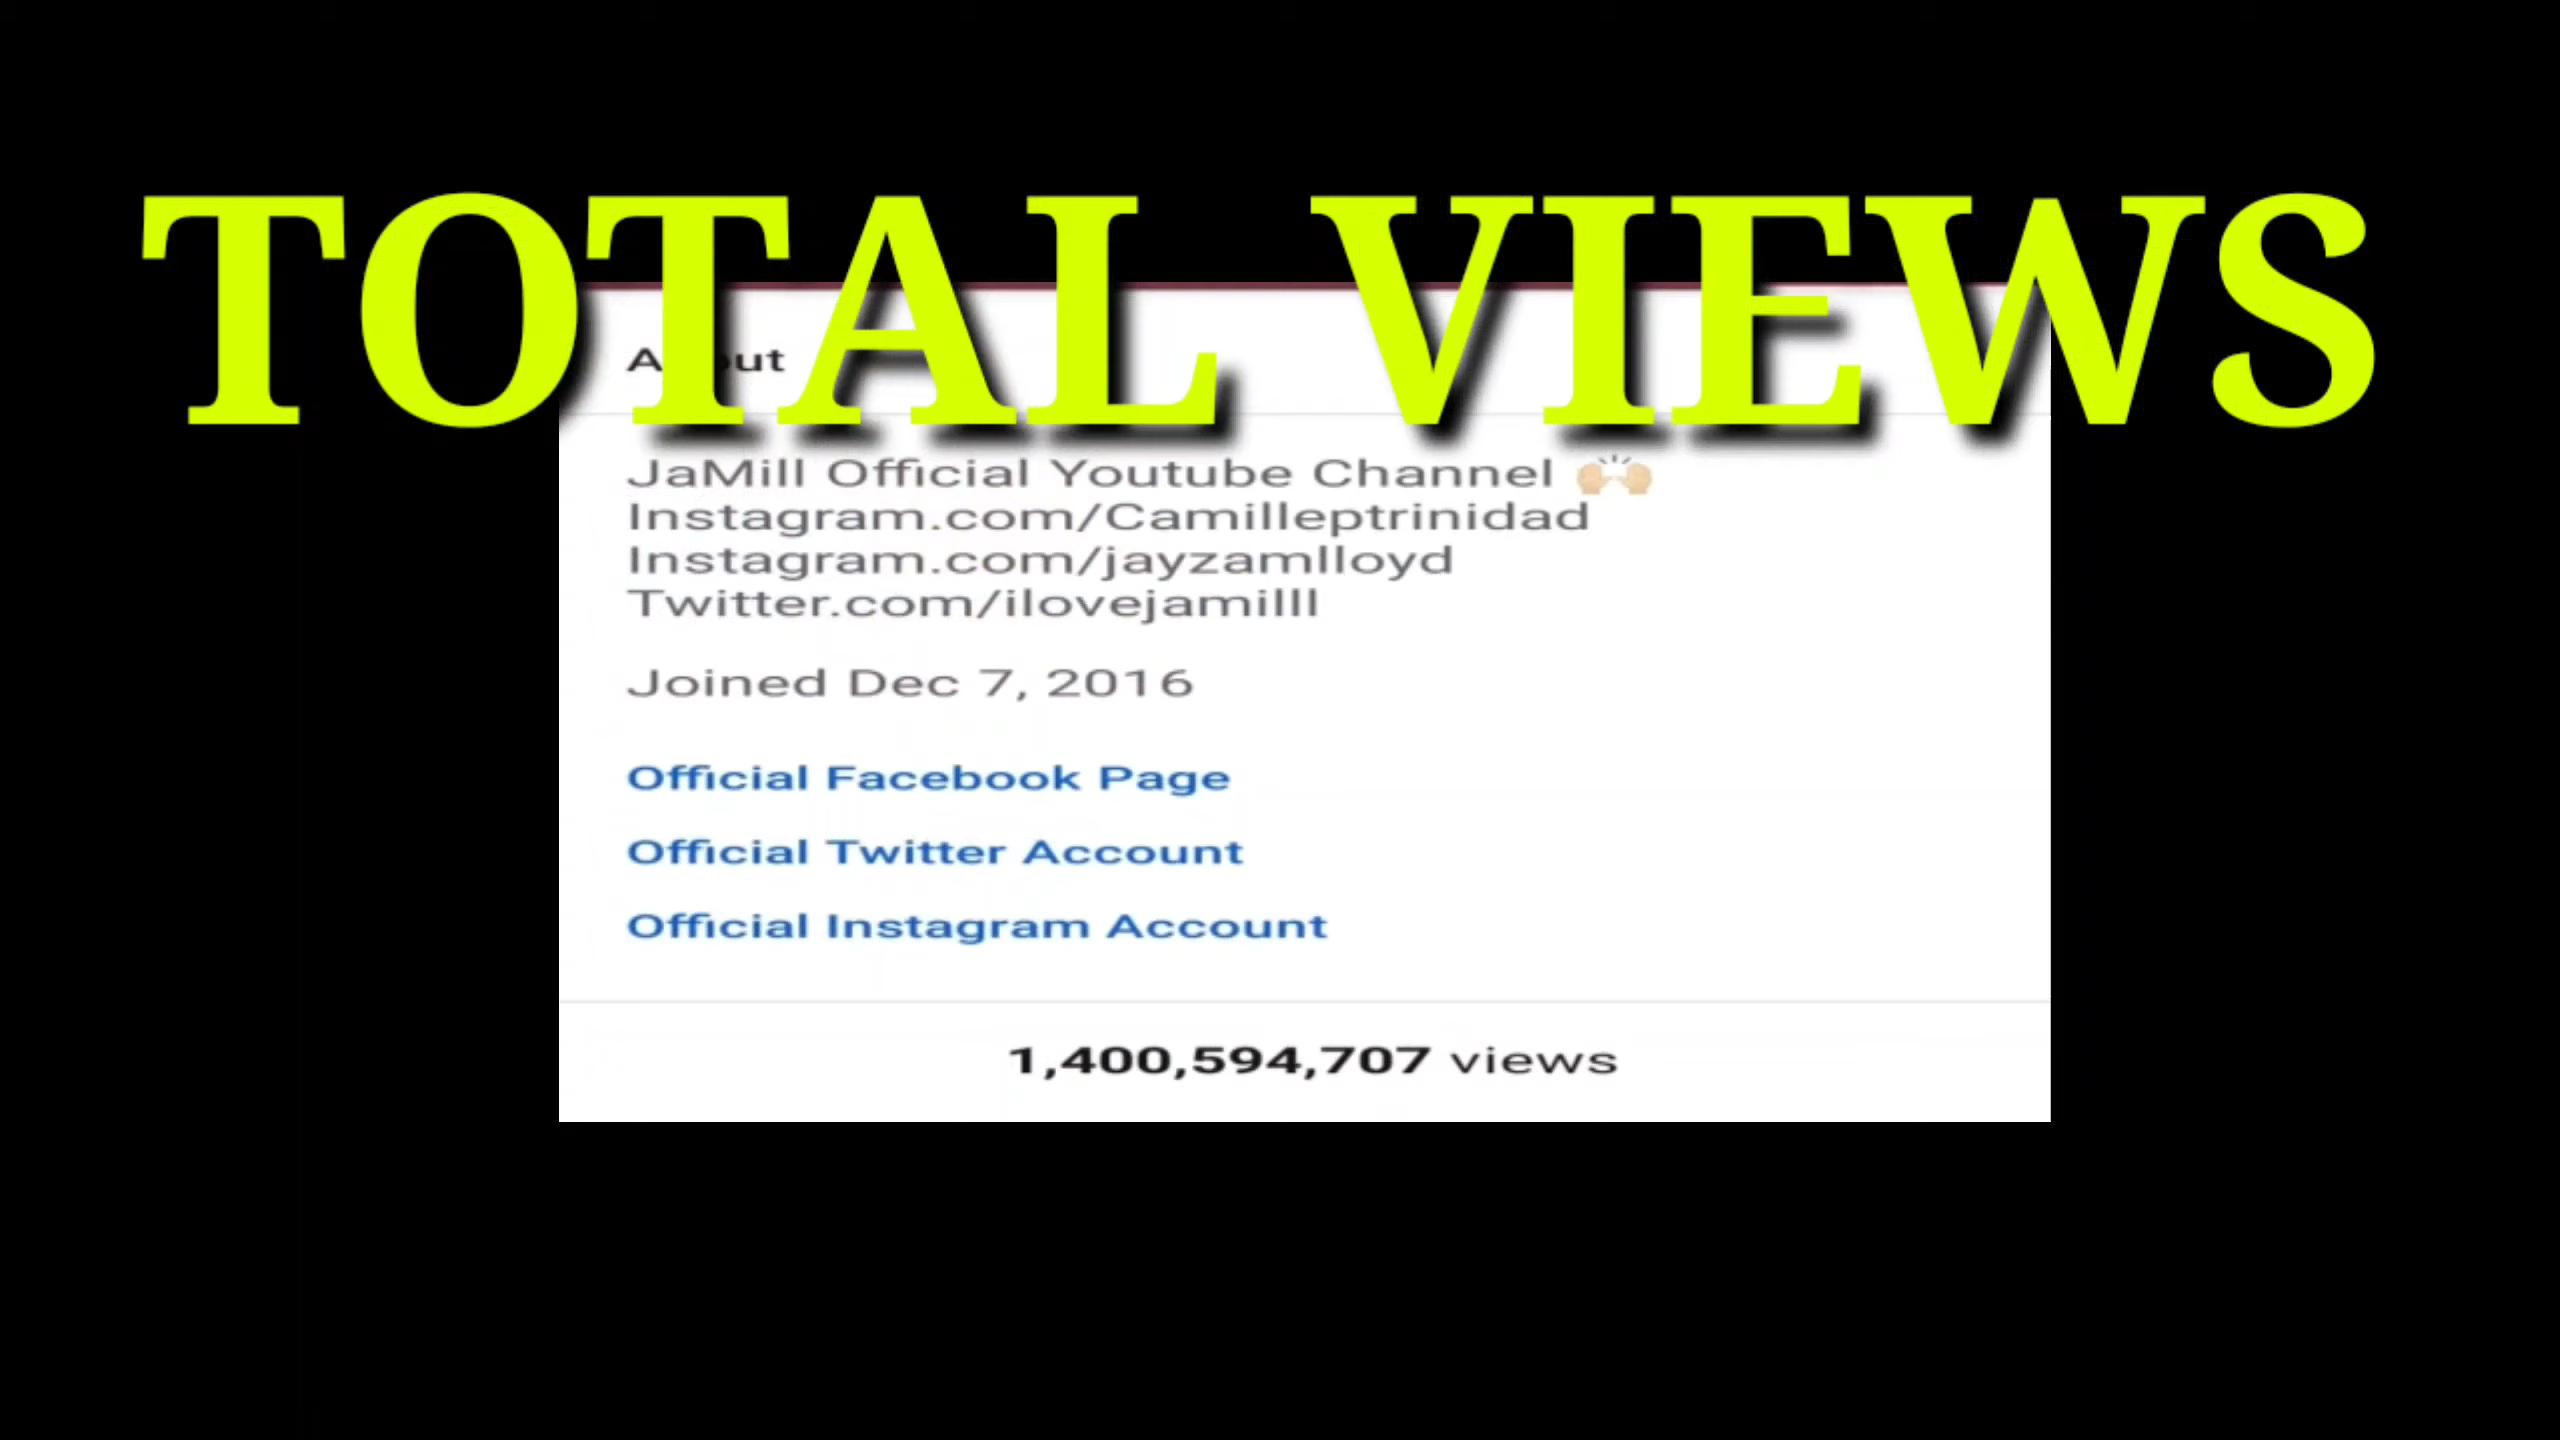 TOTAL VIEWS
About
JaMill Official Youtube Channel 🙌🏻
Instagram.com/Camilleptrinidad
Instagram.com/jayzamlloyd
Twitter.com/ilovejamilll
Joined Dec 7, 2016
Official Facebook Page
Official Twitter Account
Official Instagram Account
1,400,594,707 views